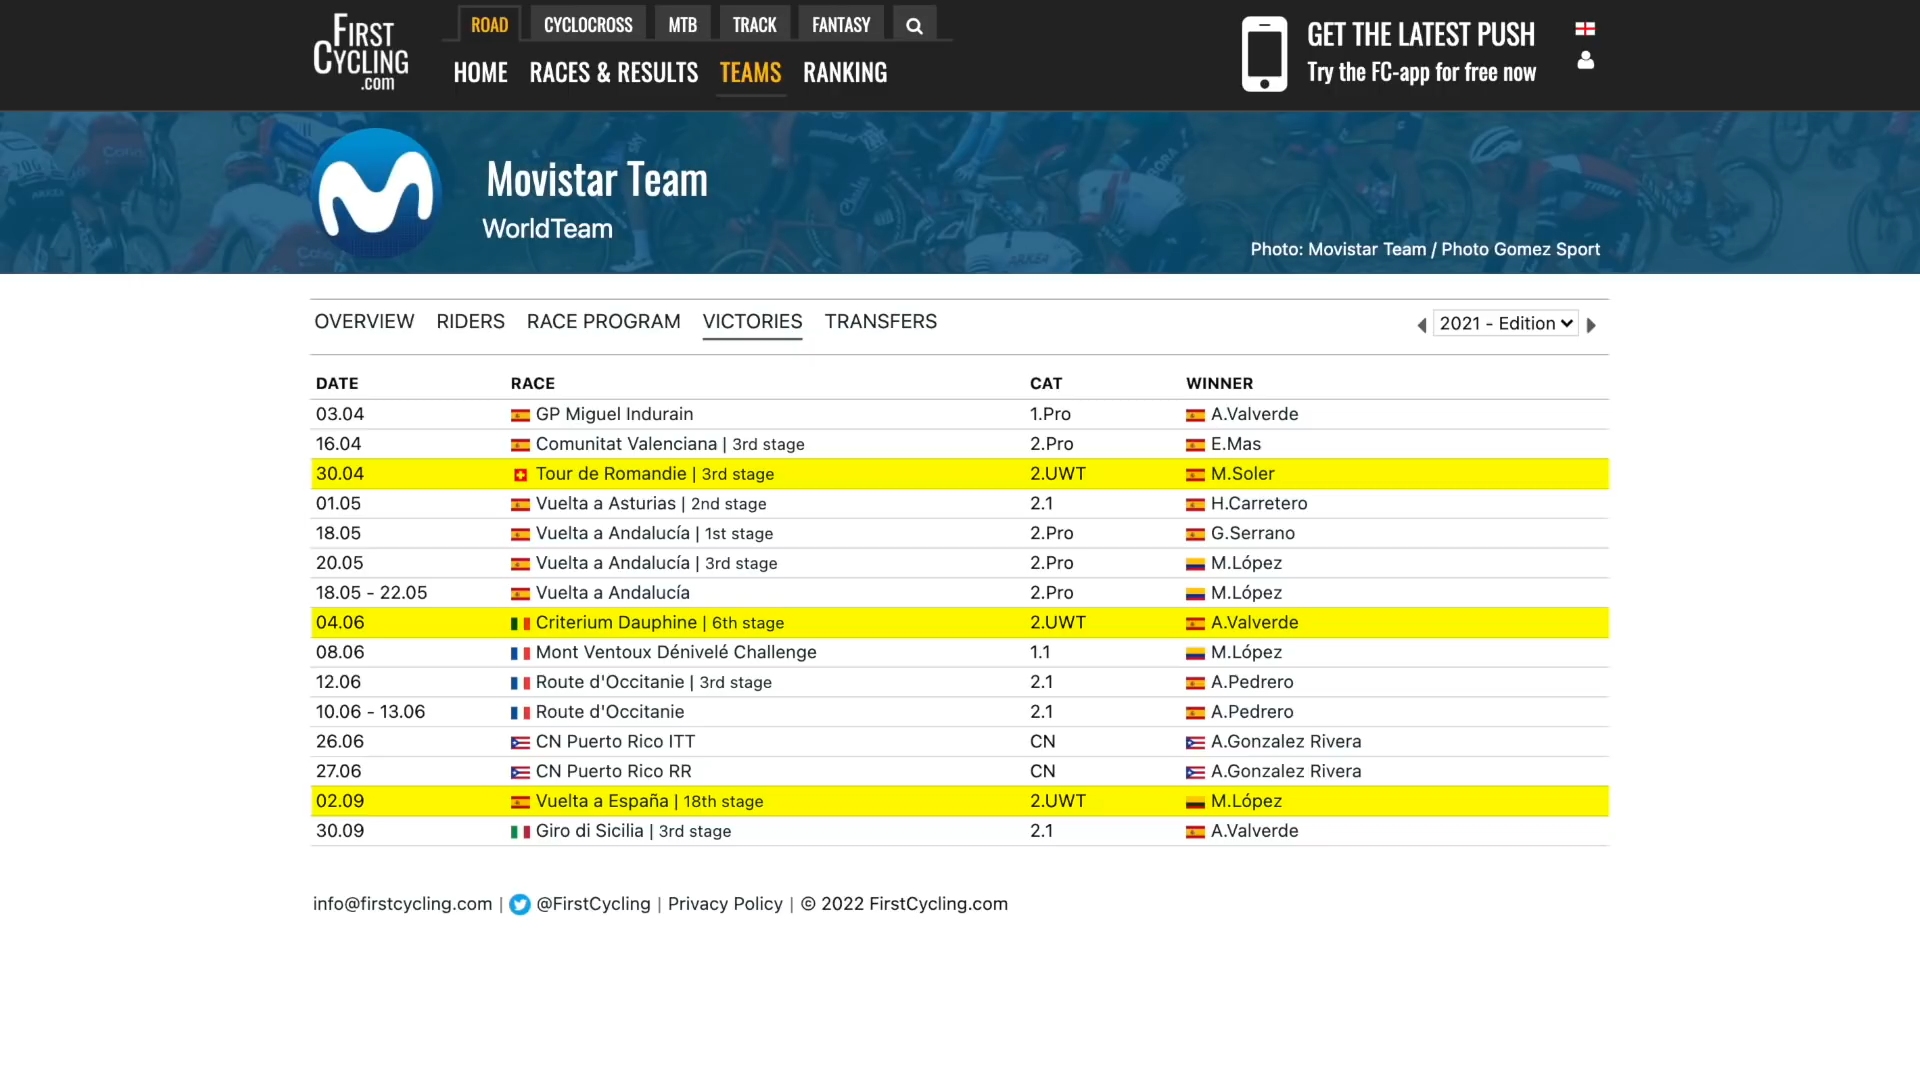 FIRST CYCLING .com
ROAD CYCLOCROSS MTB TRACK FANTASY
HOME RACES & RESULTS TEAMS RANKING
GET THE LATEST PUSH
Try the FC-app for free now
Movistar Team
WorldTeam
Photo: Movistar Team / Photo Gomez Sport
OVERVIEW RIDERS RACE PROGRAM VICTORIES TRANSFERS 2021 - Edition
DATE RACE CAT WINNER
03.04 GP Miguel Indurain 1.Pro A.Valverde
16.04 Comunitat Valenciana | 3rd stage 2.Pro E.Mas
30.04 Tour de Romandie | 3rd stage 2.UWT M.Soler
01.05 Vuelta a Asturias | 2nd stage 2.1 H.Carretero
18.05 Vuelta a Andalucía | 1st stage 2.Pro G.Serrano
20.05 Vuelta a Andalucía | 3rd stage 2.Pro M.López
18.05 - 22.05 Vuelta a Andalucía 2.Pro M.López
04.06 Criterium Dauphine | 6th stage 2.UWT A.Valverde
08.06 Mont Ventoux Dénivelé Challenge 1.1 M.López
12.06 Route d'Occitanie | 3rd stage 2.1 A.Pedrero
10.06 - 13.06 Route d'Occitanie 2.1 A.Pedrero
26.06 CN Puerto Rico ITT CN A.Gonzalez Rivera
27.06 CN Puerto Rico RR CN A.Gonzalez Rivera
02.09 Vuelta a España | 18th stage 2.UWT M.López
30.09 Giro di Sicilia | 3rd stage 2.1 A.Valverde
info@firstcycling.com | @FirstCycling | Privacy Policy | © 2022 FirstCycling.com